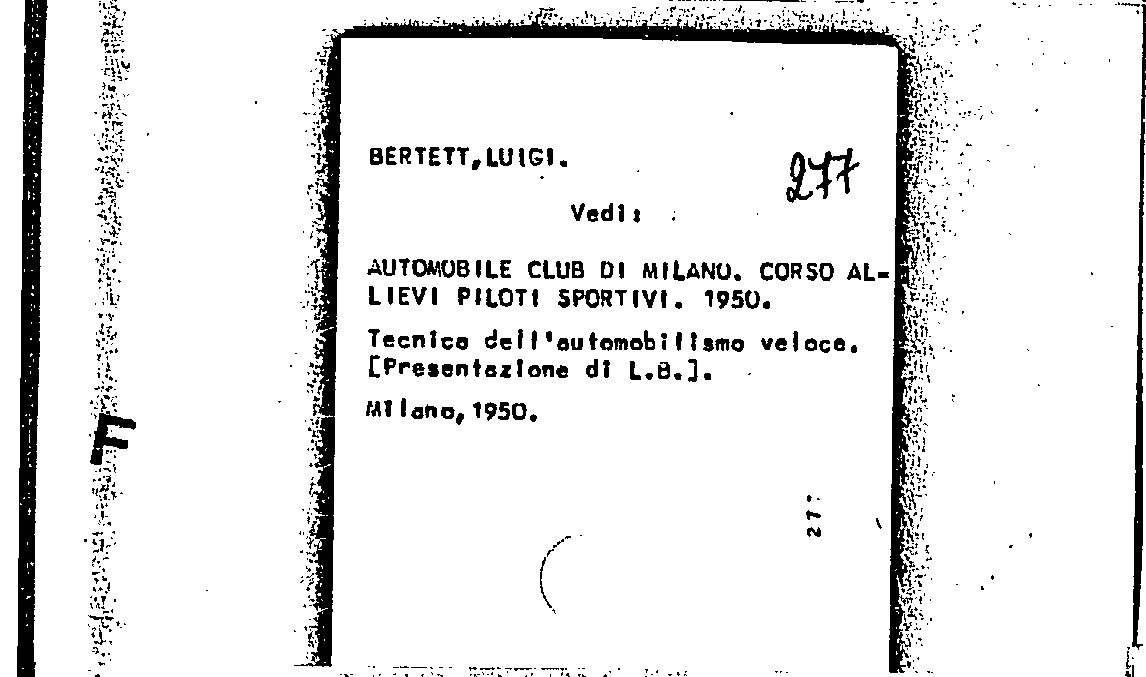 BERTETT, LUIGI.
277
Vedi:
AUTOMOBILE CLUB DI MILANO. CORSO AL-
LIEVI PILOTI SPORTIVI. 1950.
Tecnica dell'automobilismo veloce.
[Presentazione di L.B.].
Milano, 1950.
F